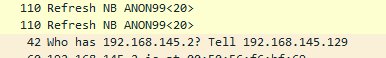 110 Refresh NB ANON99<20>
110 Refresh NB ANON99<20>
42 Who has 192.168.145.2? Tell 192.168.145.129